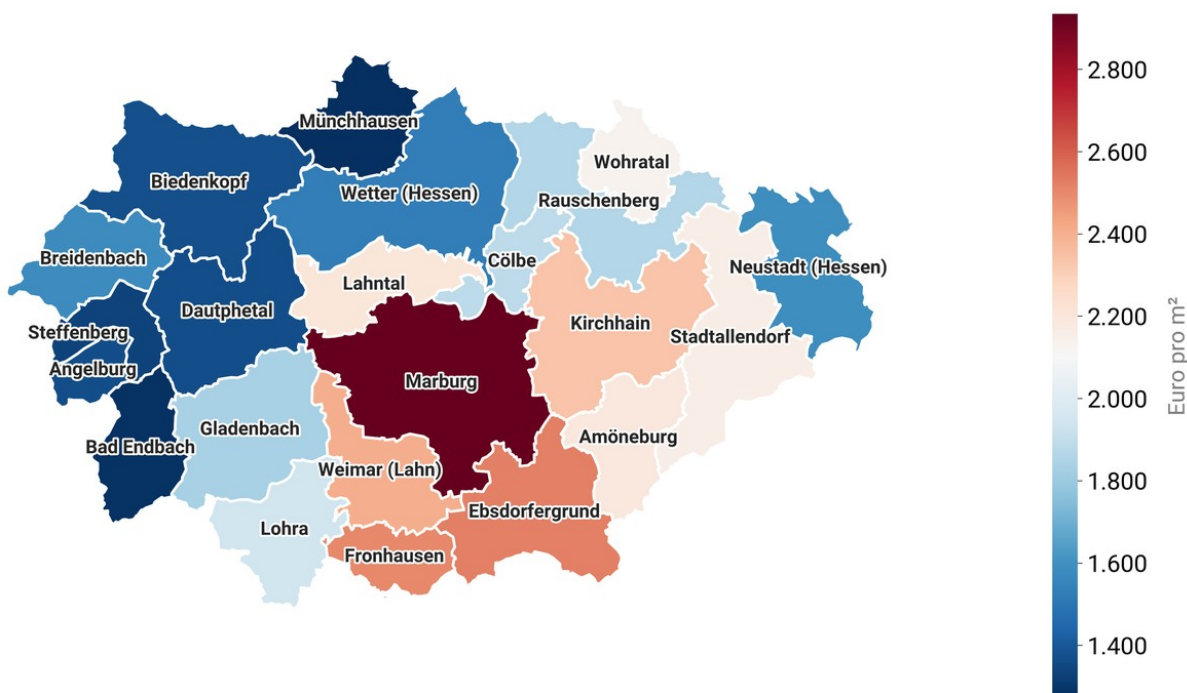 Münchhausen
Biedenkopf
Wetter (Hessen)
Wohratal
Rauschenberg
Breidenbach
Cölbe
Neustadt (Hessen)
Lahntal
Dautphetal
Kirchhain
Steffenberg
Stadtallendorf
Angelburg
Marburg
Gladenbach
Amöneburg
Bad Endbach
Weimar (Lahn)
Ebsdorfergrund
Lohra
Fronhausen
2.800
2.600
2.400
2.200
2.000
1.800
1.600
1.400
Euro pro m²